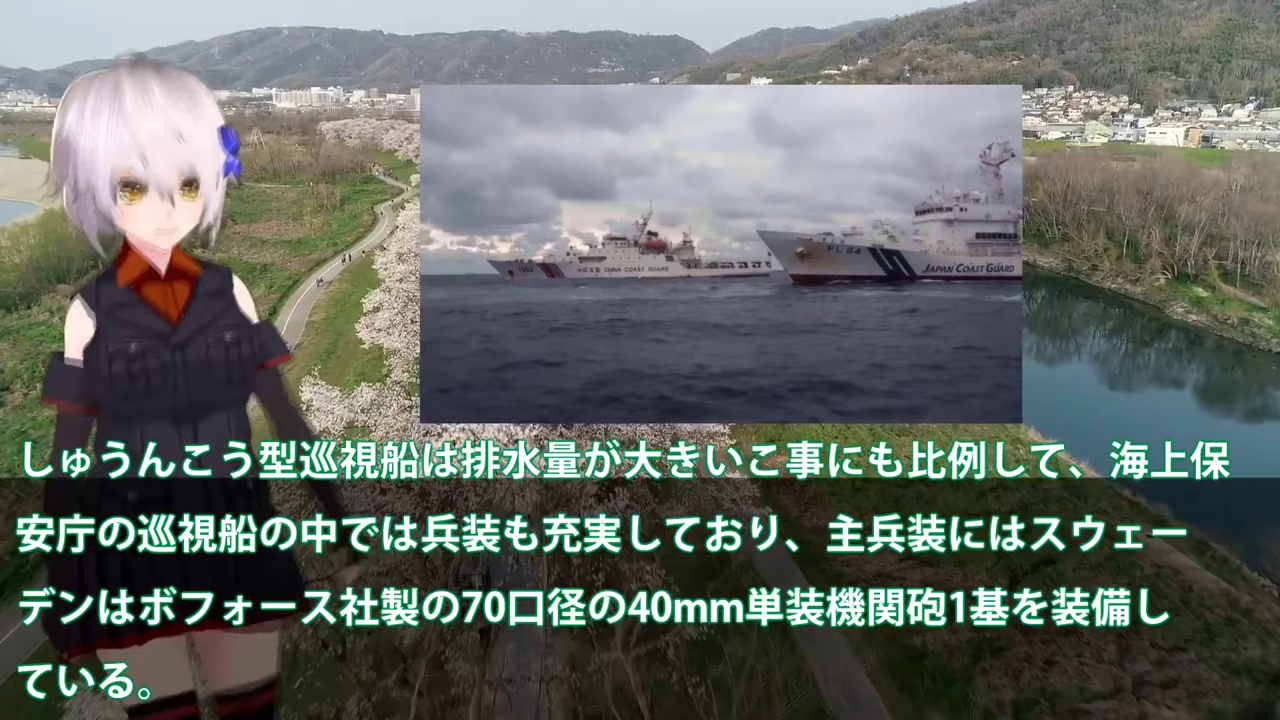 PL 84
JAPAN COAST GUARD
CHINA COAST GUARD
しゅうんこう型巡視船は排水量が大きいこ事にも比例して、海上保
安庁の巡視船の中では兵装も充実しており、主兵装にはスウェー
デンはボフォース社製の70口径の40mm単装機関砲1基を装備し
ている。